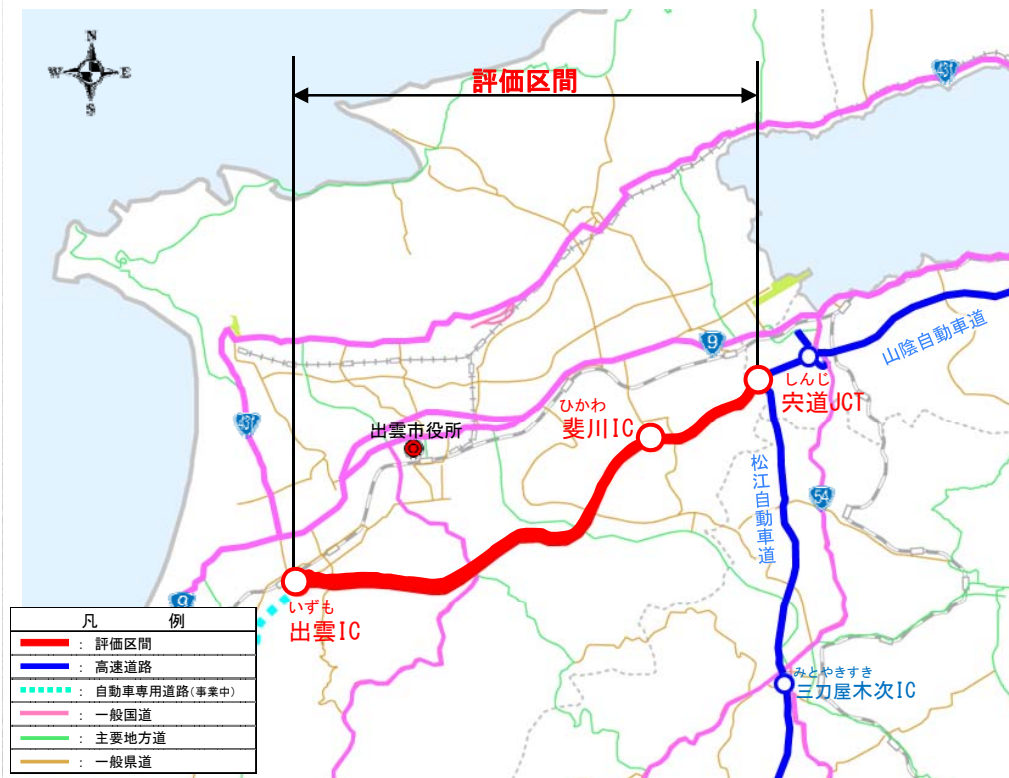 N
W E
S
評価区間
431
9
山陰自動車道
しんじ
宍道JCT
ひかわ
斐川IC
出雲市役所
431
松江自動車道
54
いずも
出雲IC
9
みとやきすき
三刀屋木次IC
凡 例
： 評価区間
： 高速道路
： 自動車専用道路(事業中)
： 一般国道
： 主要地方道
： 一般県道